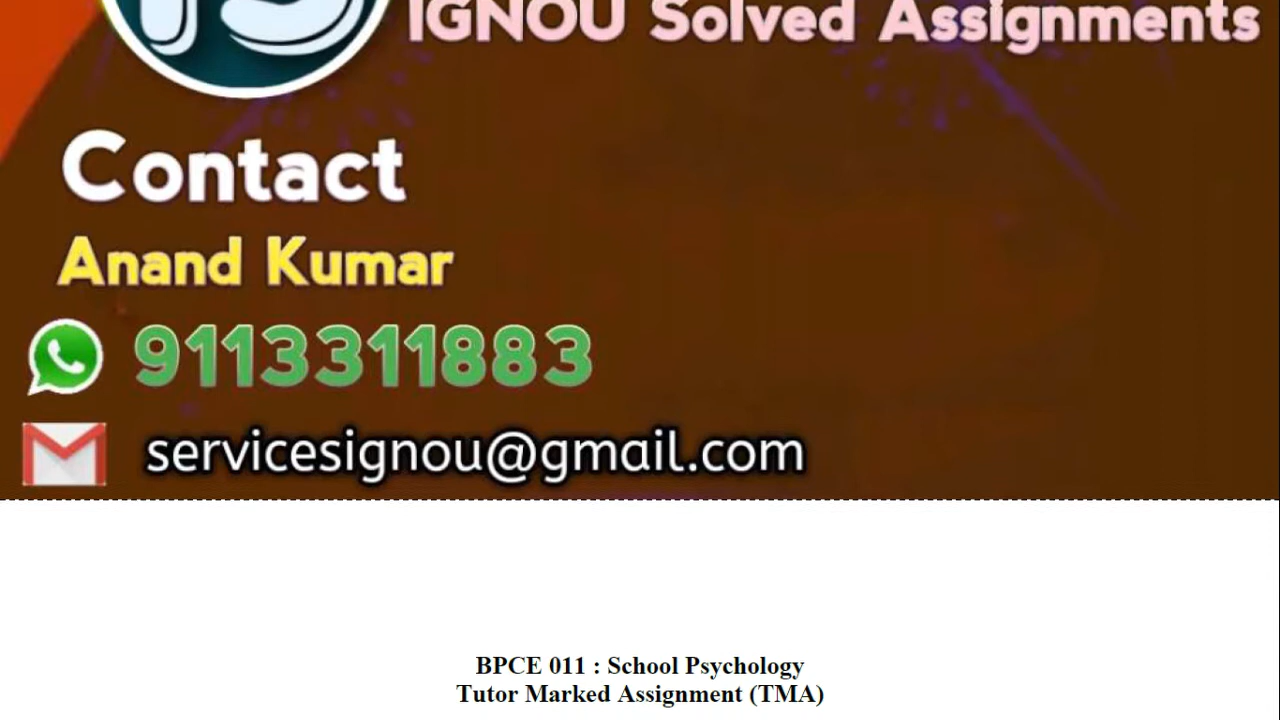 IGNOU Solved Assignments
Contact
Anand Kumar
9113311883
servicesignou@gmail.com
BPCE 011 : School Psychology
Tutor Marked Assignment (TMA)